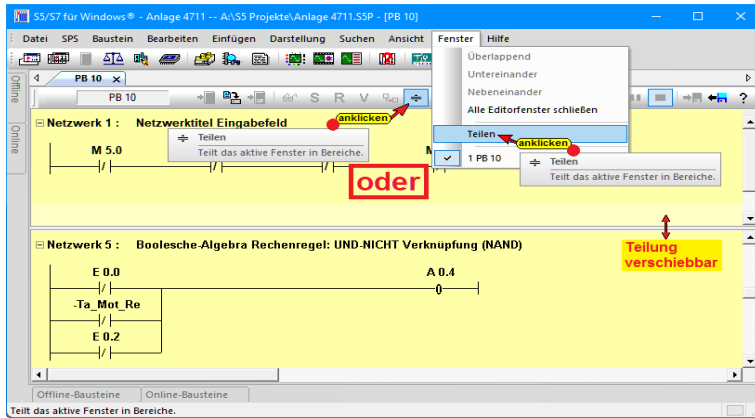 S5/S7 für Windows® - Anlage 4711 -- A:\S5 Projekte\Anlage 4711.S5P - [PB 10]
Datei SPS Baustein Bearbeiten Einfügen Darstellung Suchen Ansicht Fenster Hilfe
Überlappend
Untereinander
Nebeneinander
Alle Editorfenster schließen
Teilen
anklicken
1 PB 10
Teilen
Teilt das aktive Fenster in Bereiche.
Offline
Online
PB 10
PB 10
S R V
anklicken
Netzwerk 1 : Netzwerktitel Eingabefeld
Teilen
Teilt das aktive Fenster in Bereiche.
M 5.0
oder
Teilung
verschiebbar
Netzwerk 5 : Boolesche-Algebra Rechenregel: UND-NICHT Verknüpfung (NAND)
E 0.0 A 0.4
-Ta_Mot_Re
E 0.2
Offline-Bausteine Online-Bausteine
Teilt das aktive Fenster in Bereiche.